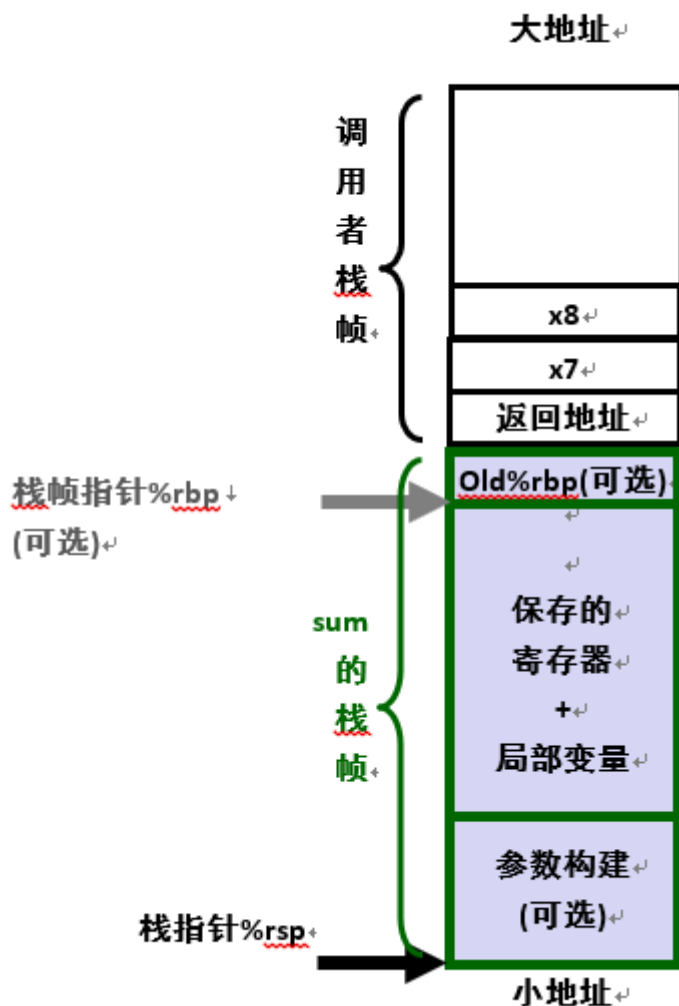 大地址
调
用
者
栈
帧
x8
x7
返回地址
栈帧指针%rbp
(可选)
Old%rbp(可选)
sum
的
栈
帧
保存的
寄存器
+
局部变量
参数构建
(可选)
栈指针%rsp
小地址